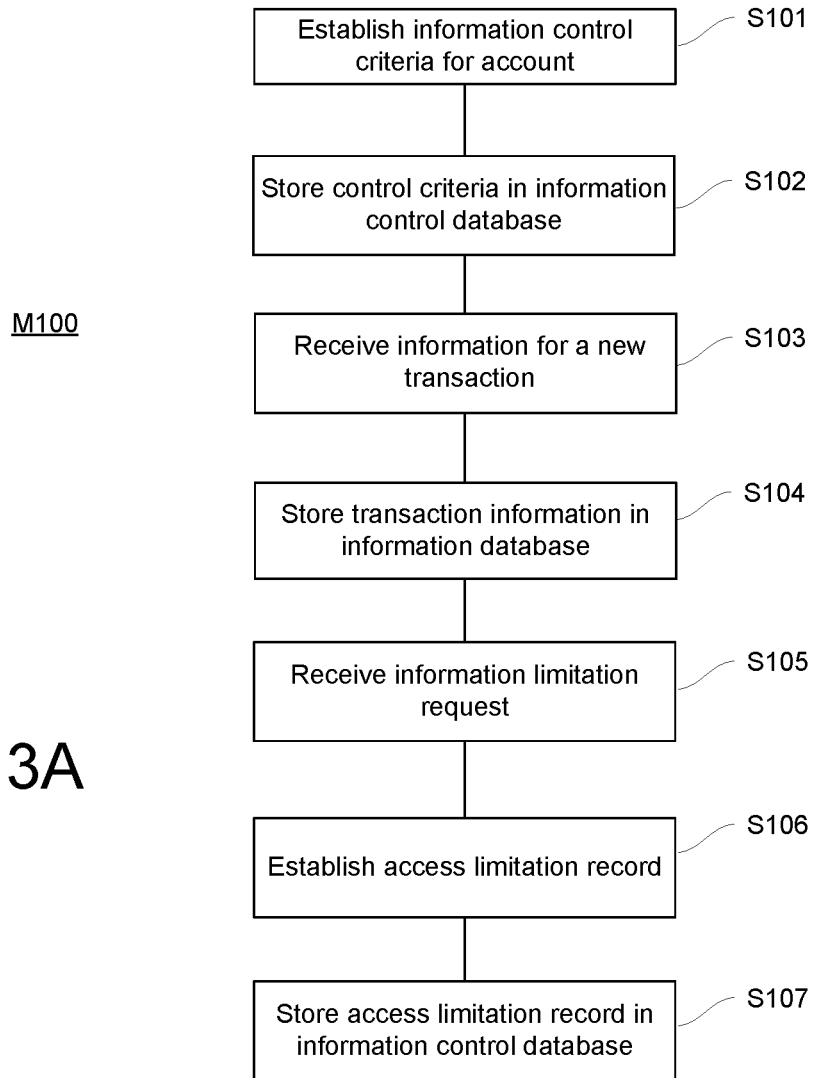 Establish information control
criteria for account
S101
Store control criteria in information
control database
S102
M100
Receive information for a new
transaction
S103
Store transaction information in
information database
S104
Receive information limitation
request
S105
3A
Establish access limitation record
S106
Store access limitation record in
information control database
S107